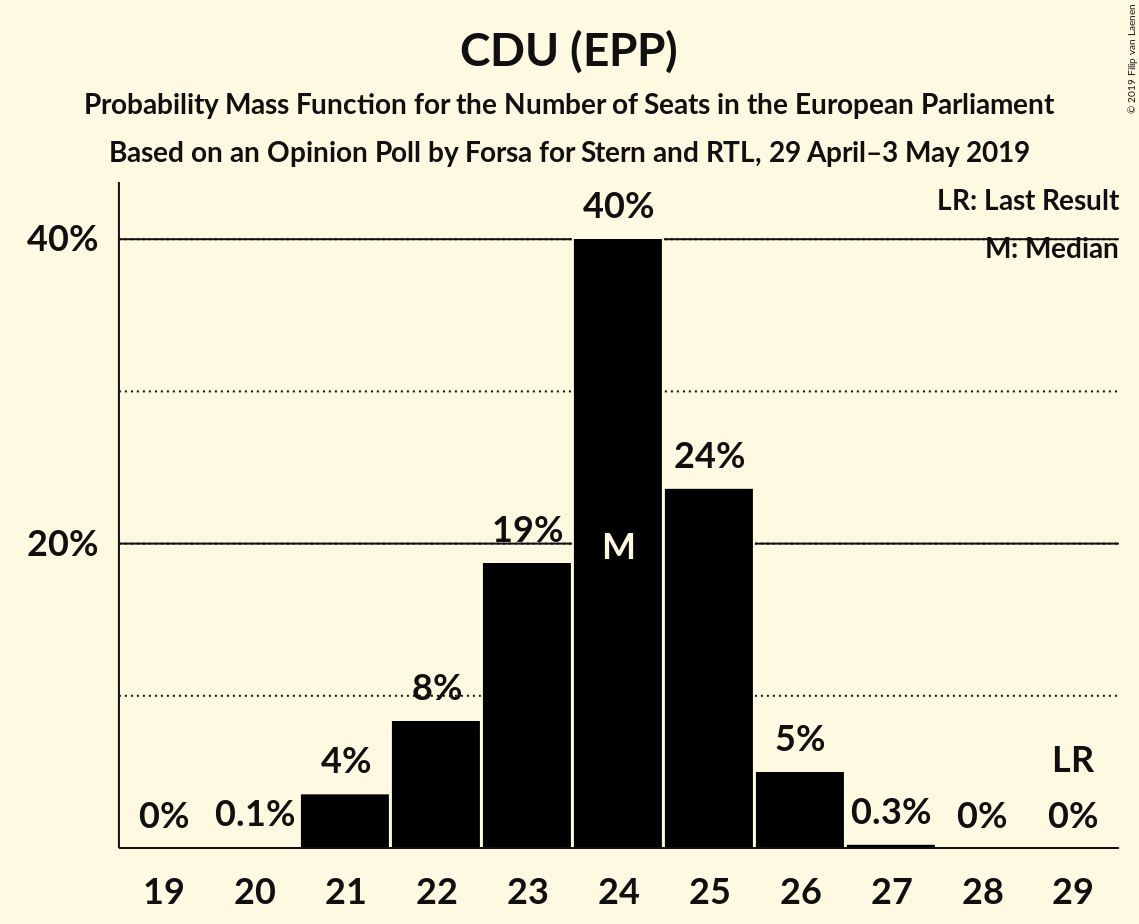 CDU (EPP)
Probability Mass Function for the Number of Seats in the European Parliament
Based on an Opinion Poll by Forsa for Stern and RTL, 29 April–3 May 2019
© 2019 Filip van Laenen
LR: Last Result
M: Median
40%
20%
0%
0.1%
4%
8%
19%
40%
M
24%
5%
0.3%
0%
LR
0%
19 20 21 22 23 24 25 26 27 28 29